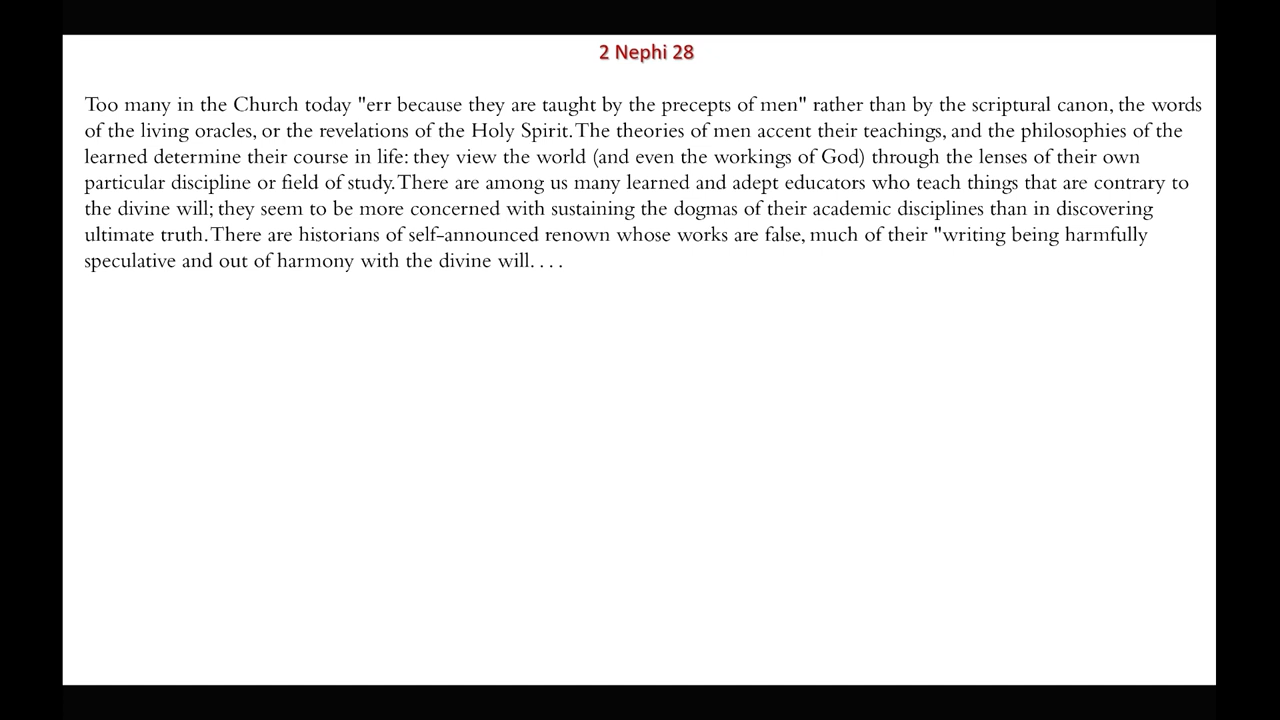 2 Nephi 28
Too many in the Church today "err because they are taught by the precepts of men" rather than by the scriptural canon, the words
of the living oracles, or the revelations of the Holy Spirit. The theories of men accent their teachings, and the philosophies of the
learned determine their course in life: they view the world (and even the workings of God) through the lenses of their own
particular discipline or field of study. There are among us many learned and adept educators who teach things that are contrary to
the divine will; they seem to be more concerned with sustaining the dogmas of their academic disciplines than in discovering
ultimate truth. There are historians of self-announced renown whose works are false, much of their "writing being harmfully
speculative and out of harmony with the divine will. . . .